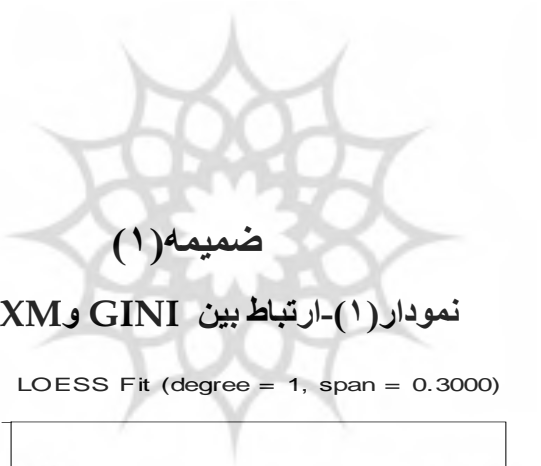 ضمیمه(۱)
نمودار(۱)-ارتباط بین GINI وXM
LOESS Fit (degree = 1, span = 0.3000)